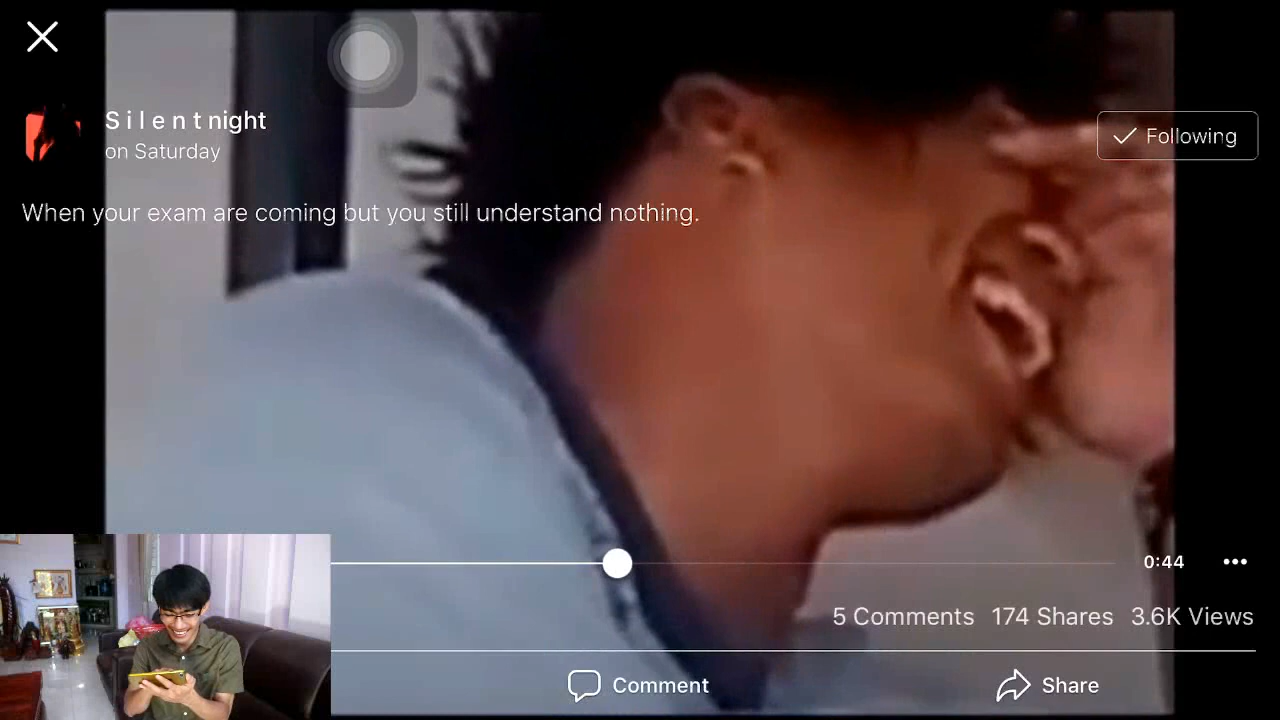 S i l e n t night
on Saturday
Following
When your exam are coming but you still understand nothing.
0:44
5 Comments 174 Shares 3.6K Views
Comment
Share